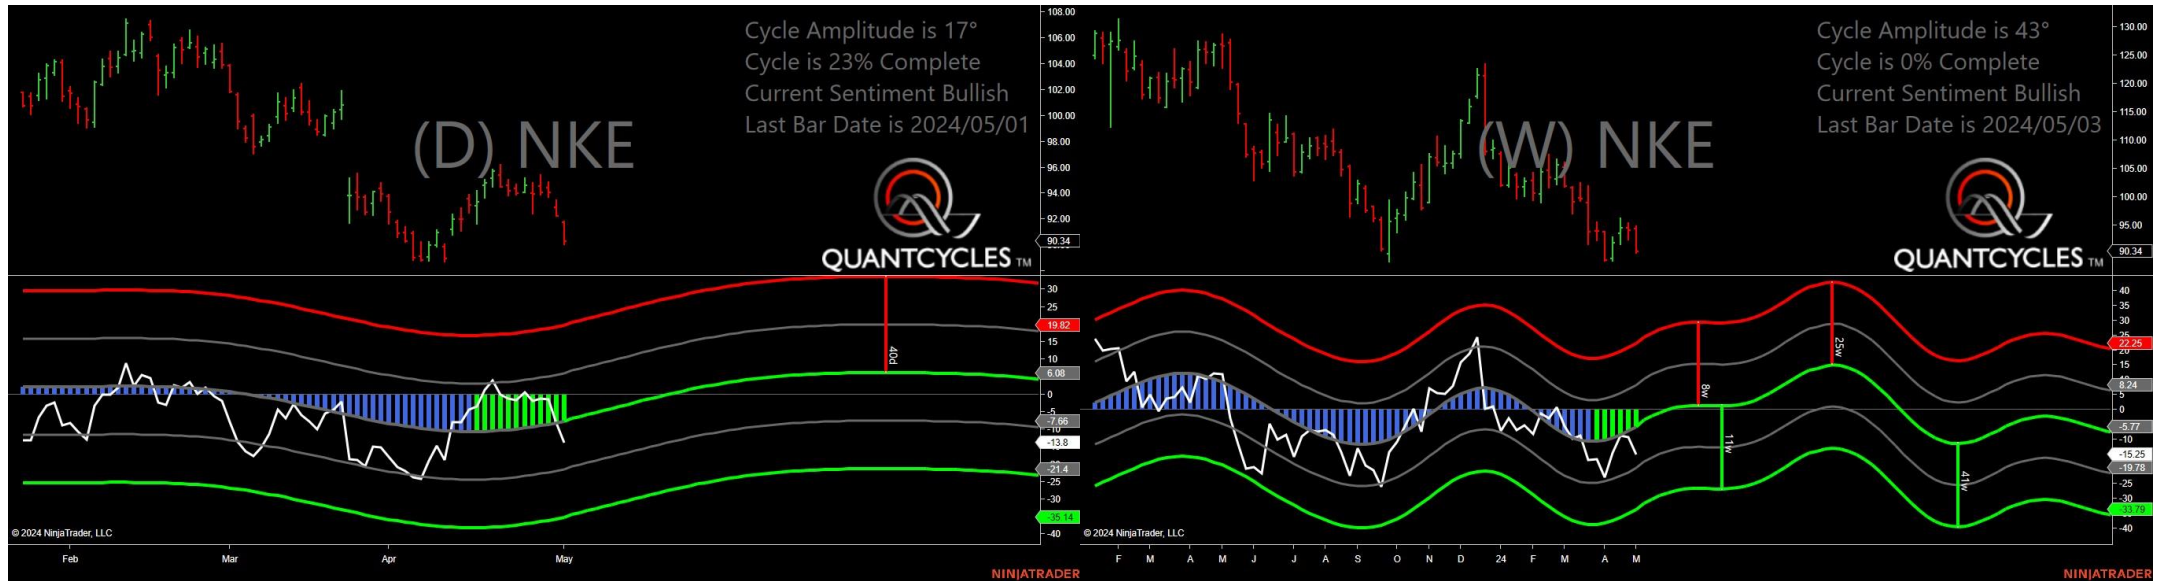 Cycle Amplitude is 17°
Cycle is 23% Complete
Current Sentiment Bullish
Last Bar Date is 2024/05/01
(D) NKE
QUANTCYCLES TM
108.00
106.00
104.00
102.00
100.00
98.00
96.00
94.00
92.00
90.34
30
25
19.82
15
10
6.08
0
-5
-7.66
-10
-13.8
-21.4
-25
-30
-35.14
-40
40d
© 2024 NinjaTrader, LLC
Feb Mar Apr May
NINJATRADER
Cycle Amplitude is 43°
Cycle is 0% Complete
Current Sentiment Bullish
Last Bar Date is 2024/05/03
(W) NKE
QUANTCYCLES TM
130.00
125.00
120.00
115.00
110.00
105.00
100.00
95.00
90.34
40
35
30
25
22.25
20
15
8.24
5
0
-5.77
-10
-15.25
-19.78
-25
-30
-33.79
-40
8w
11w
25w
41w
© 2024 NinjaTrader, LLC
F M A M J J A S O N D 24 F M A M
NINJATRADER